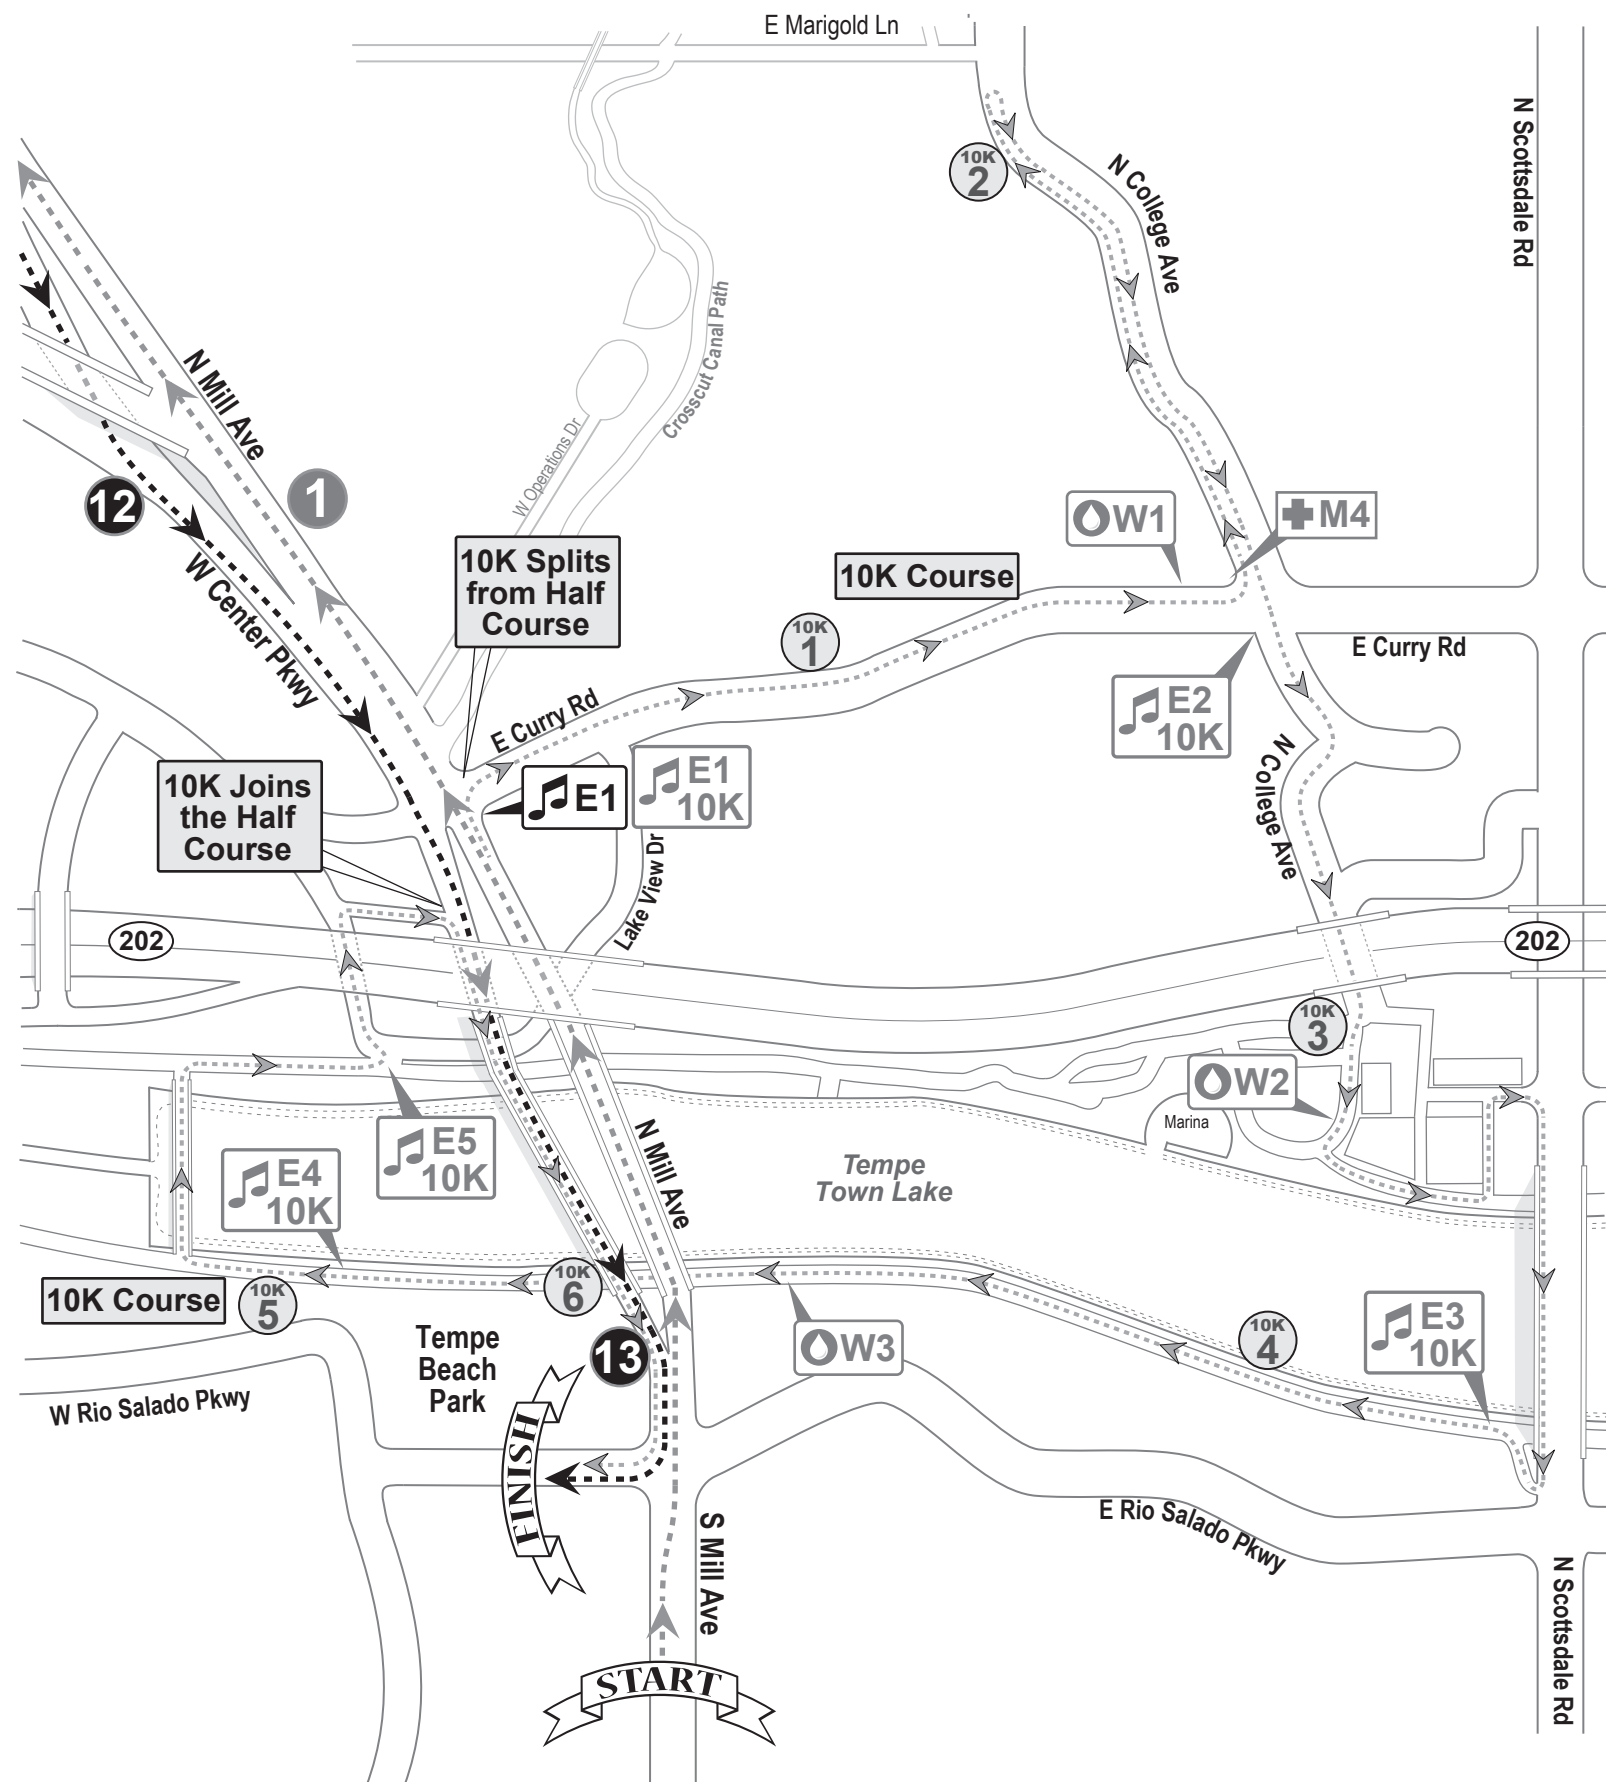 E Marigold Ln
N Scottsdale Rd
10K
2
N College Ave
N Mill Ave
Crosscut Canal Path
W Operations Dr
12
1
W1
M4
10K Splits
from Half
Course
10K Course
W Center Pkwy
10K
1
E Curry Rd
E2
10K
E Curry Rd
N College Ave
10K Joins
the Half
Course
E1
E1
10K
Lake View Dr
202
202
10K
3
W2
Marina
E5
10K
E4
10K
N Mill Ave
Tempe
Town Lake
10K Course
10K
5
10K
6
Tempe
Beach
Park
13
W3
10K
4
E3
10K
W Rio Salado Pkwy
FINISH
S Mill Ave
E Rio Salado Pkwy
N Scottsdale Rd
START